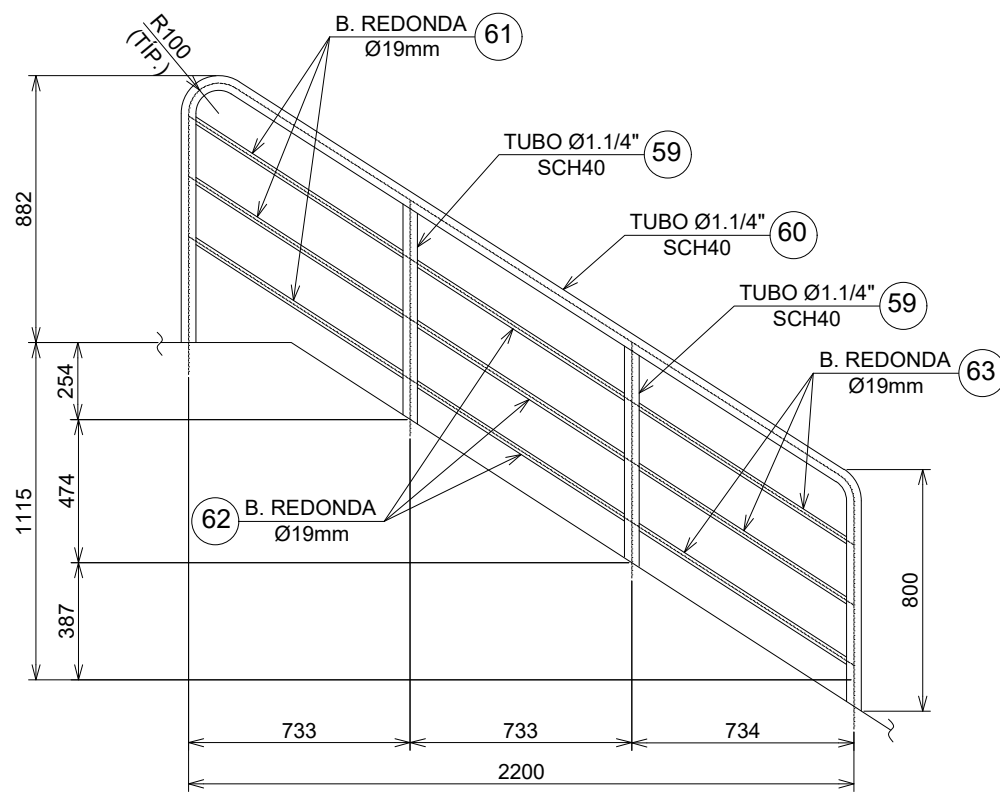 R100
(TÍP.)
B. REDONDA
Ø19mm
61
TUBO Ø1.1/4"
SCH40
59
TUBO Ø1.1/4"
SCH40
60
TUBO Ø1.1/4"
SCH40
59
B. REDONDA
Ø19mm
63
62
B. REDONDA
Ø19mm
882
254
474
1115
387
800
733
733
734
2200